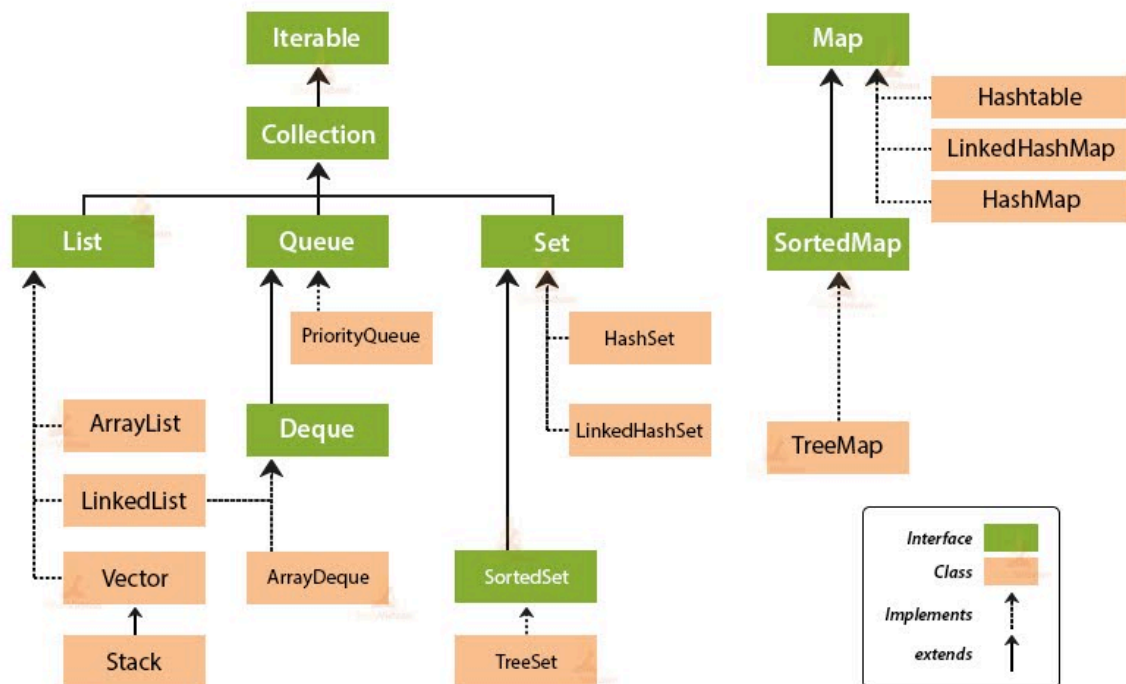 Iterable
Map
Hashtable
Collection
LinkedHashMap
HashMap
List
Queue
Set
SortedMap
PriorityQueue
HashSet
ArrayList
Deque
LinkedHashSet
TreeMap
LinkedList
Interface
Vector
ArrayDeque
SortedSet
Class
Implements
Stack
TreeSet
extends